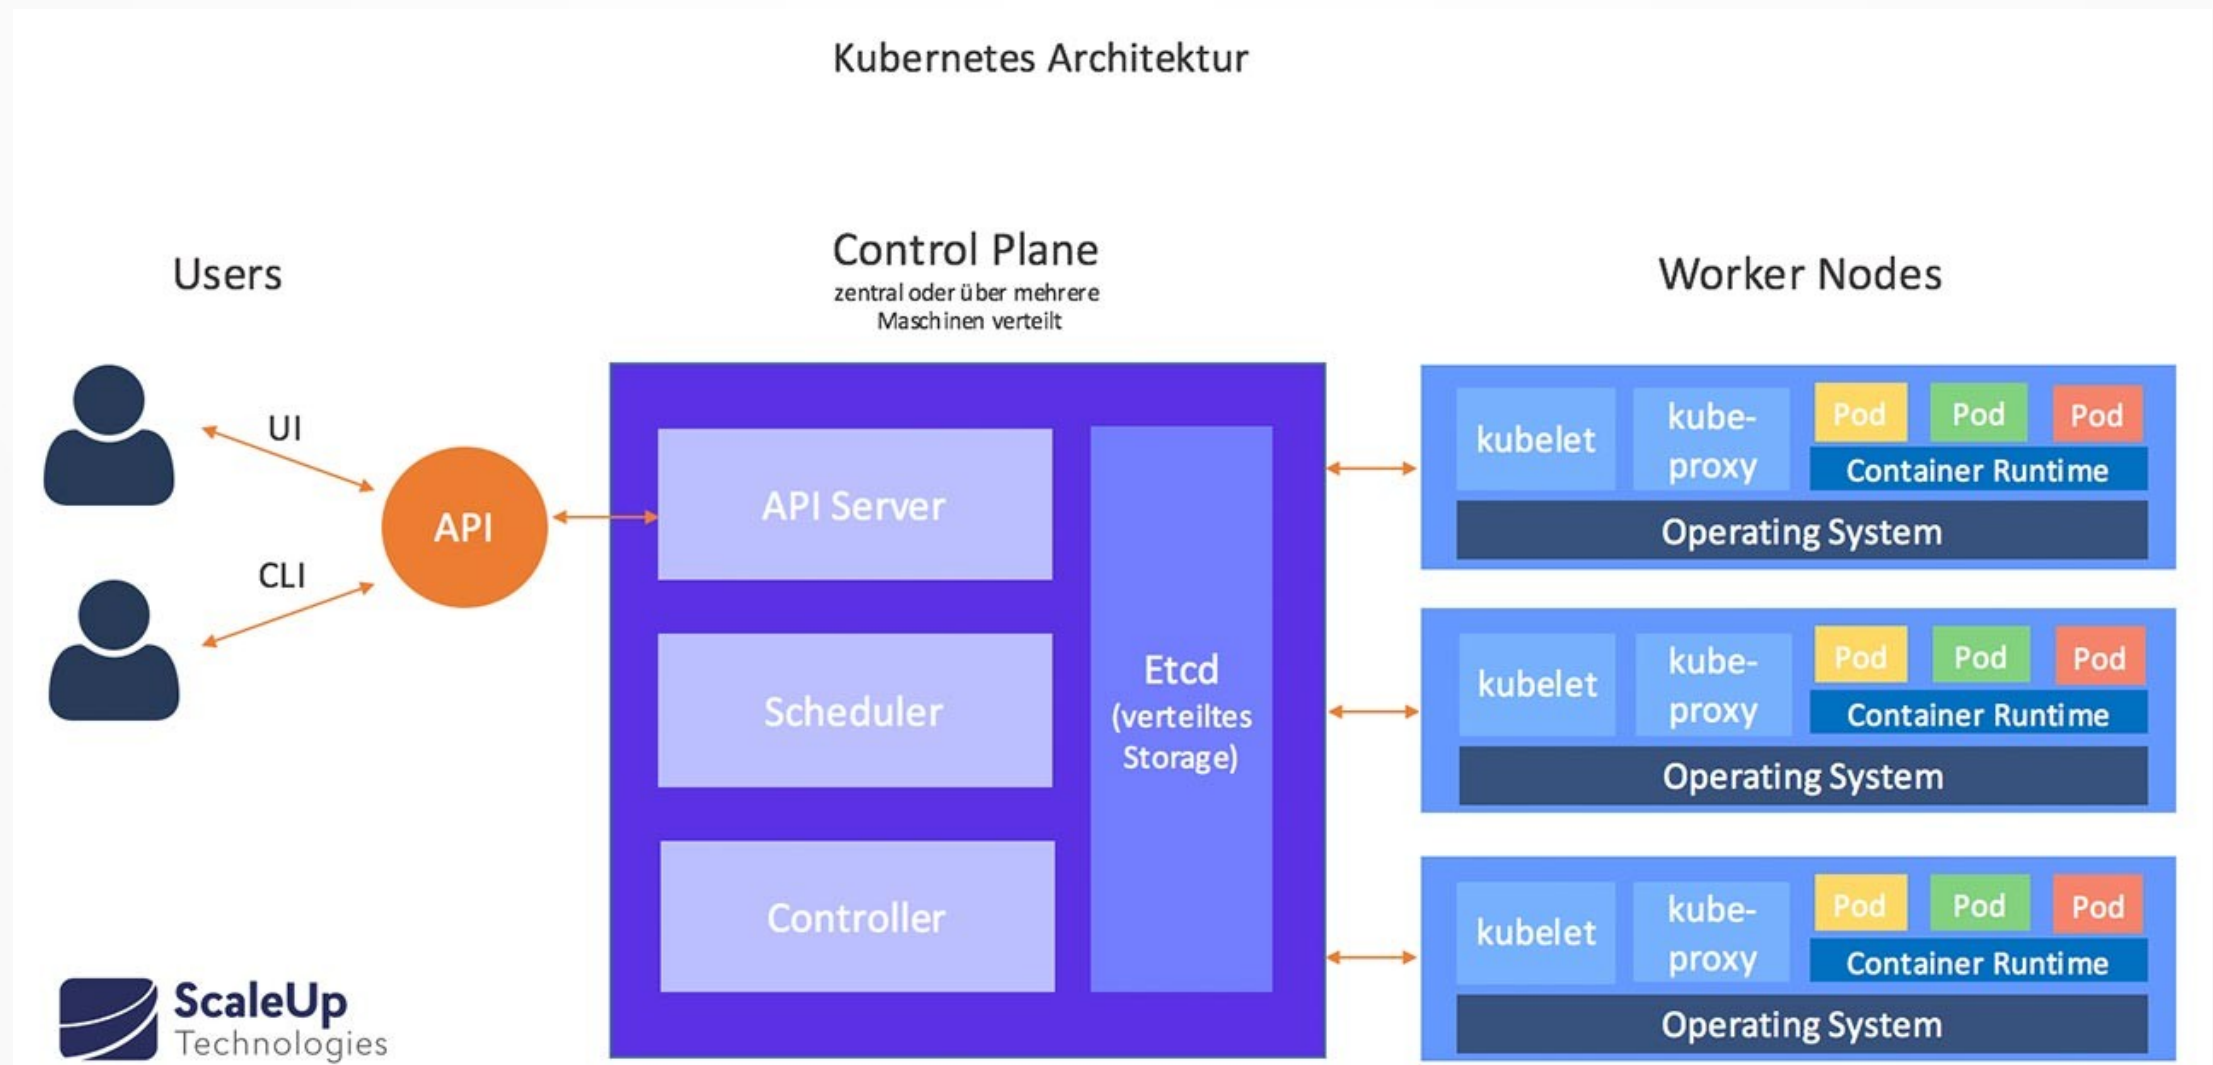 Kubernetes Architektur
Users
Control Plane
zentral oder über mehrere
Maschinen verteilt
Worker Nodes
UI
CLI
API
API Server
Scheduler
Controller
Etcd
(verteiltes
Storage)
kubelet
kube-
proxy
Pod
Pod
Pod
Container Runtime
Operating System
kubelet
kube-
proxy
Pod
Pod
Pod
Container Runtime
Operating System
kubelet
kube-
proxy
Pod
Pod
Pod
Container Runtime
Operating System
ScaleUp
Technologies